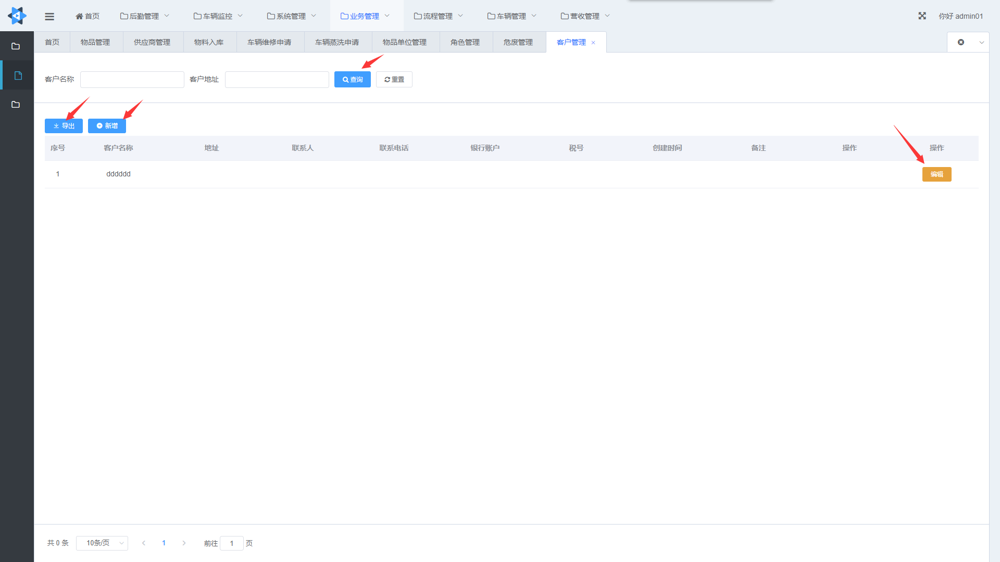 首页 后勤管理 车辆监控 系统管理 业务管理 流程管理 车辆管理 营收管理 你好 admin01
首页 物品管理 供应商管理 物料入库 车辆维修申请 车辆蒸洗申请 物品单位管理 角色管理 危废管理 客户管理
客户名称 客户地址 查询 重置
导出 新增
序号 客户名称 地址 联系人 联系电话 银行账户 税号 创建时间 备注 操作 操作
1 dddddd 编辑
共 0 条 10条/页 1 前往 1 页